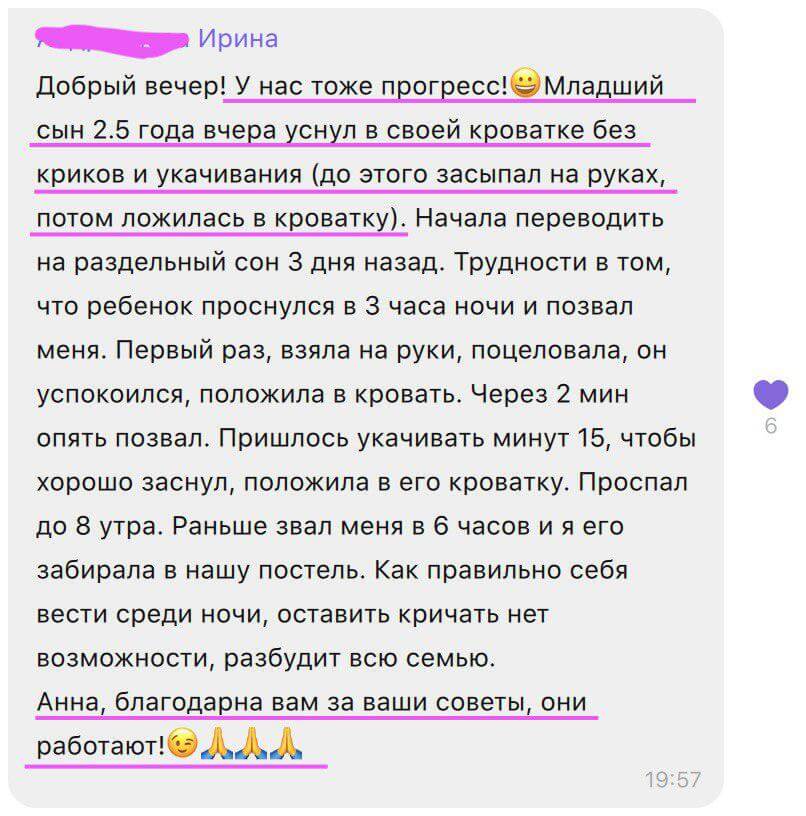 Ирина
Добрый вечер! У нас тоже прогресс!😀Младший
сын 2.5 года вчера уснул в своей кроватке без
криков и укачивания (до этого засыпал на руках,
потом ложилась в кроватку). Начала переводить
на раздельный сон 3 дня назад. Трудности в том,
что ребенок проснулся в 3 часа ночи и позвал
меня. Первый раз, взяла на руки, поцеловала, он
успокоился, положила в кровать. Через 2 мин
опять позвал. Пришлось укачивать минут 15, чтобы
хорошо заснул, положила в его кроватку. Проспал
до 8 утра. Раньше звал меня в 6 часов и я его
забирала в нашу постель. Как правильно себя
вести среди ночи, оставить кричать нет
возможности, разбудит всю семью.
Анна, благодарна вам за ваши советы, они
работают!😉🙏🙏🙏
19:57
6